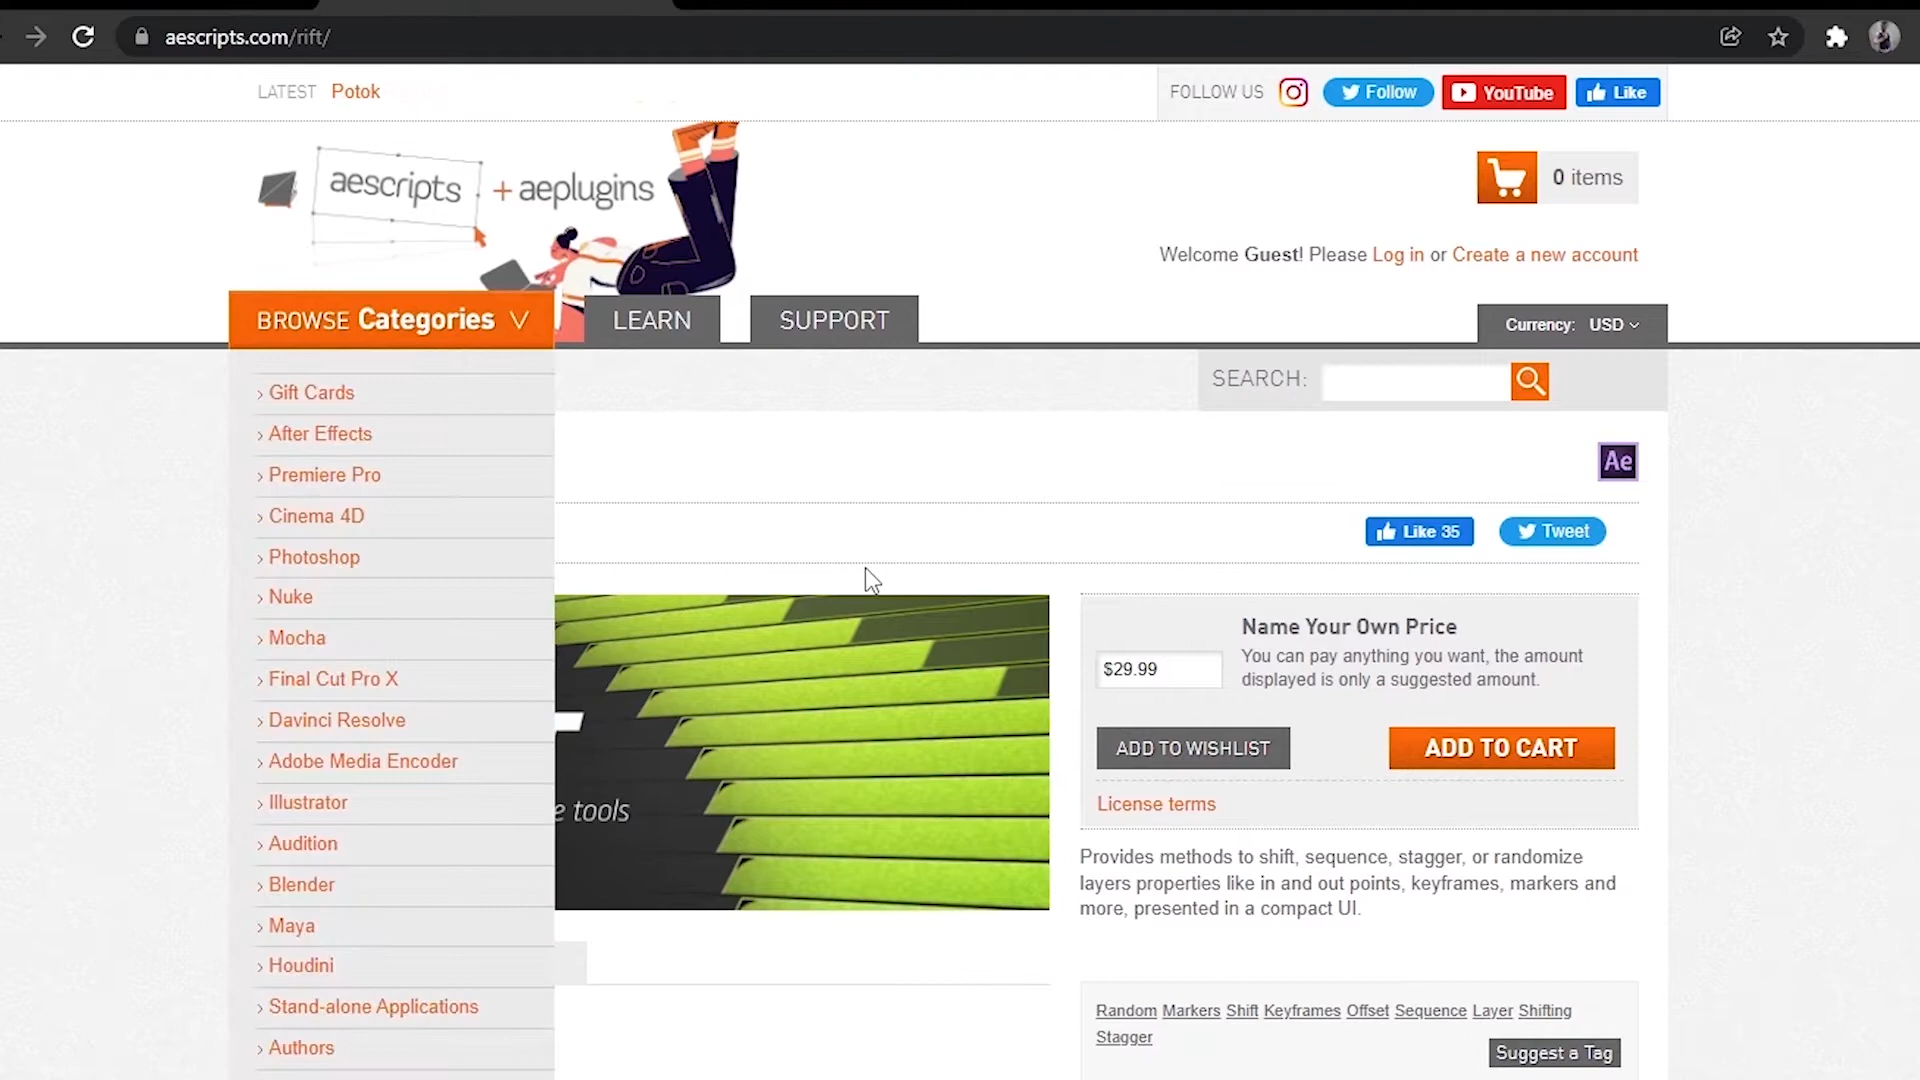 aescripts.com/rift/
LATEST Potok
FOLLOW US Follow YouTube Like
aescripts + aeplugins
0 items
Welcome Guest! Please Log in or Create a new account
BROWSE Categories LEARN SUPPORT
Currency: USD
SEARCH:
Gift Cards
After Effects
Ae
Premiere Pro
Cinema 4D
Like 35 Tweet
Photoshop
Nuke
Mocha
Final Cut Pro X
Davinci Resolve
Adobe Media Encoder
Illustrator
Audition
Blender
Maya
Houdini
Stand-alone Applications
Authors
e tools
Name Your Own Price
$29.99
You can pay anything you want, the amount
displayed is only a suggested amount.
ADD TO WISHLIST ADD TO CART
License terms
Provides methods to shift, sequence, stagger, or randomize
layers properties like in and out points, keyframes, markers and
more, presented in a compact UI.
Random Markers Shift Keyframes Offset Sequence Layer Shifting
Stagger
Suggest a Tag